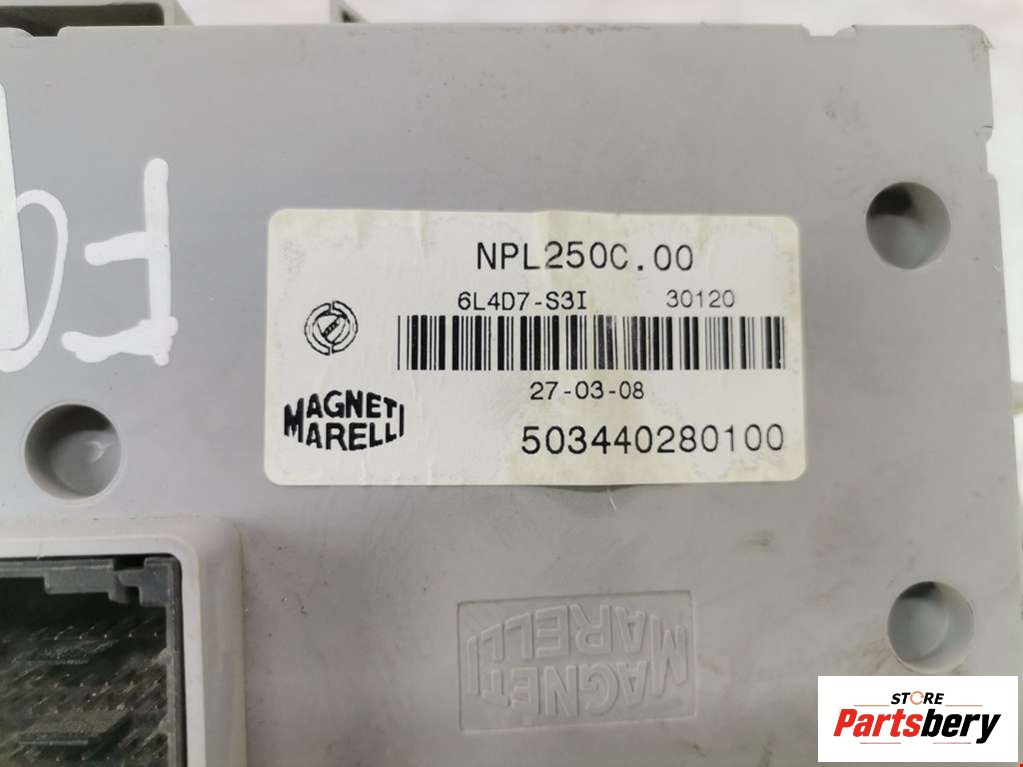 NPL250C.00
6L4D7-S3I 30120
27-03-08
MAGNETI
MARELLI
503440280100
MAGNETI
MARELLI
STORE
Partsbery